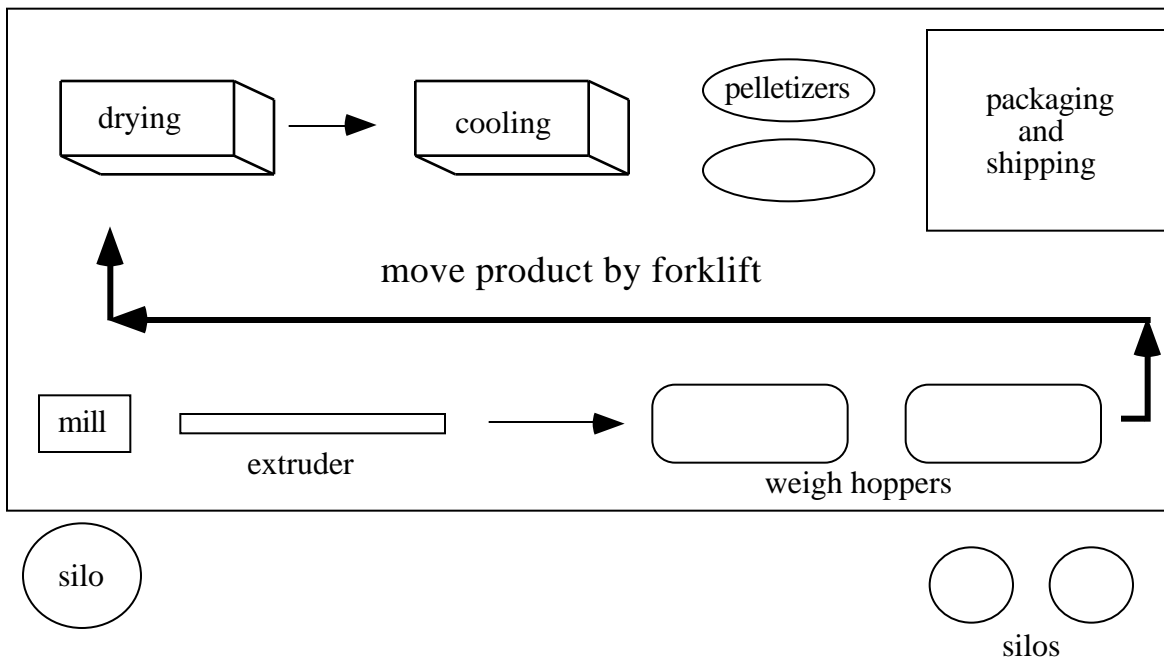 drying
cooling
pelletizers
packaging
and
shipping
move product by forklift
mill
extruder
weigh hoppers
silo
silos